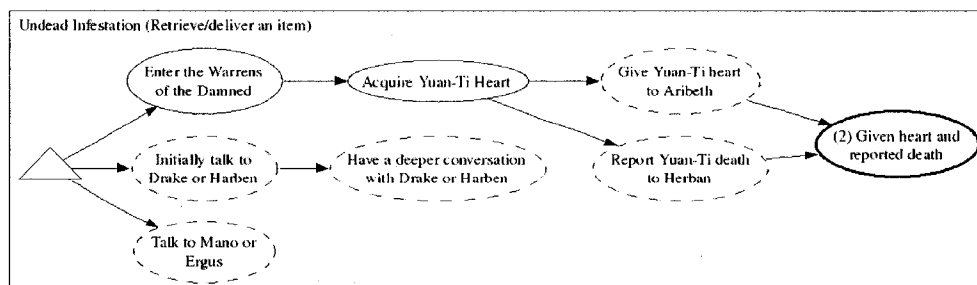 Undead Infestation (Retrieve/deliver an item)
Enter the Warrens
of the Damned
Acquire Yuan-Ti Heart
Give Yuan-Ti heart
to Aribeth
(2) Given heart and
reported death
Initially talk to
Drake or Harben
Have a deeper conversation
with Drake or Harben
Report Yuan-Ti death
to Herban
Talk to Mano or
Ergus